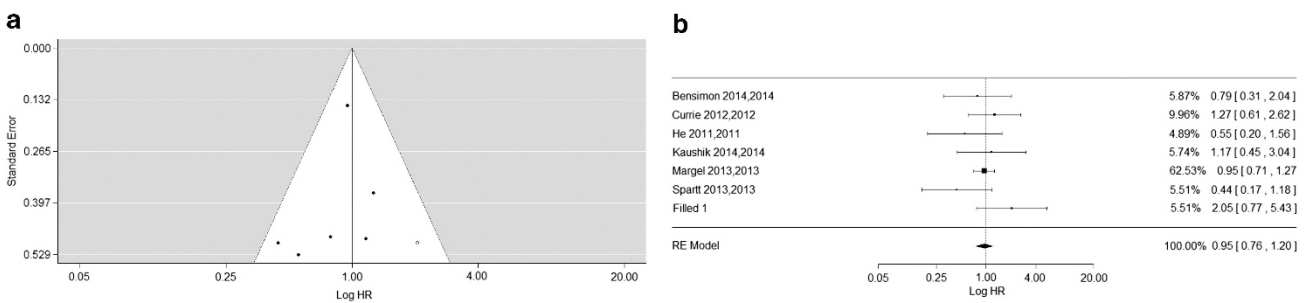 a
0.000
0.132
0.265
0.397
0.529
Standard Error
0.05 0.25 1.00 4.00 20.00
Log HR
b
Bensimon 2014,2014 5.87% 0.79 [ 0.31 , 2.04 ]
Currie 2012,2012 9.96% 1.27 [ 0.61 , 2.62 ]
He 2011,2011 4.89% 0.55 [ 0.20 , 1.56 ]
Kaushik 2014,2014 5.74% 1.17 [ 0.45 , 3.04 ]
Margel 2013,2013 62.53% 0.95 [ 0.71 , 1.27
Spartt 2013,2013 5.51% 0.44 [ 0.17 , 1.18 ]
Filled 1 5.51% 2.05 [ 0.77 , 5.43 ]
RE Model 100.00% 0.95 [ 0.76 , 1.20 ]
0.05 0.25 1.00 4.00 20.00
Log HR